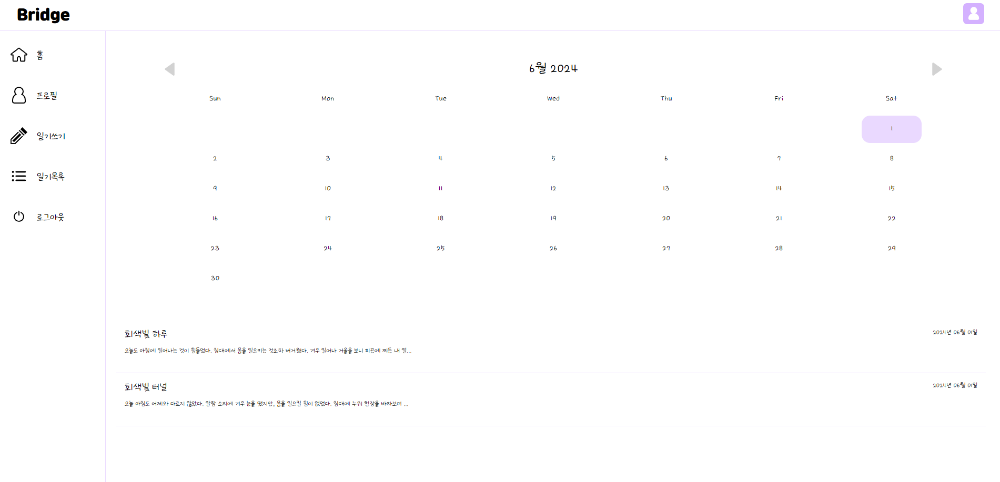 Bridge
홈
프로필
일기쓰기
일기목록
로그아웃
6월 2024
Sun Mon Tue Wed Thu Fri Sat
1
2 3 4 5 6 7 8
9 10 11 12 13 14 15
16 17 18 19 20 21 22
23 24 25 26 27 28 29
30
회색빛 하루
2024년 06월 01일
오늘도 아침에 일어나는 것이 힘들었다. 침대에서 몸을 일으키는 것조차 버거웠다. 겨우 일어나 거울을 보니 피곤에 찌든 내 얼...
회색빛 터널
2024년 06월 01일
오늘 아침도 어제와 다르지 않았다. 알람 소리에 겨우 눈을 떴지만, 몸을 일으킬 힘이 없었다. 침대에 누워 천장을 바라보며 ...